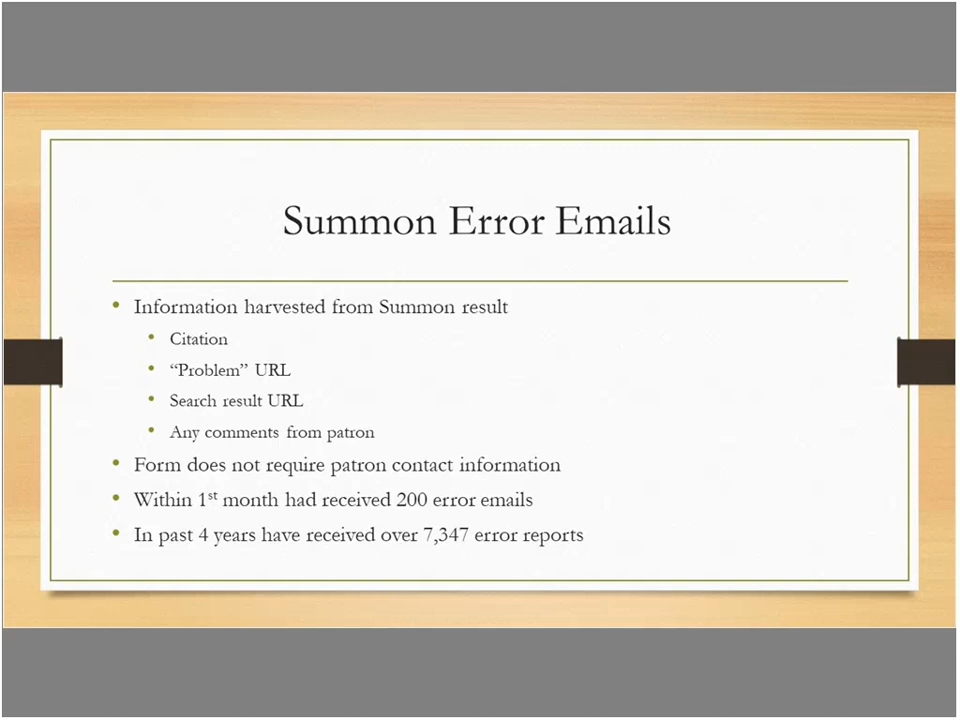 Summon Error Emails
• Information harvested from Summon result
• Citation
• “Problem” URL
• Search result URL
• Any comments from patron
• Form does not require patron contact information
• Within 1st month had received 200 error emails
• In past 4 years have received over 7,347 error reports